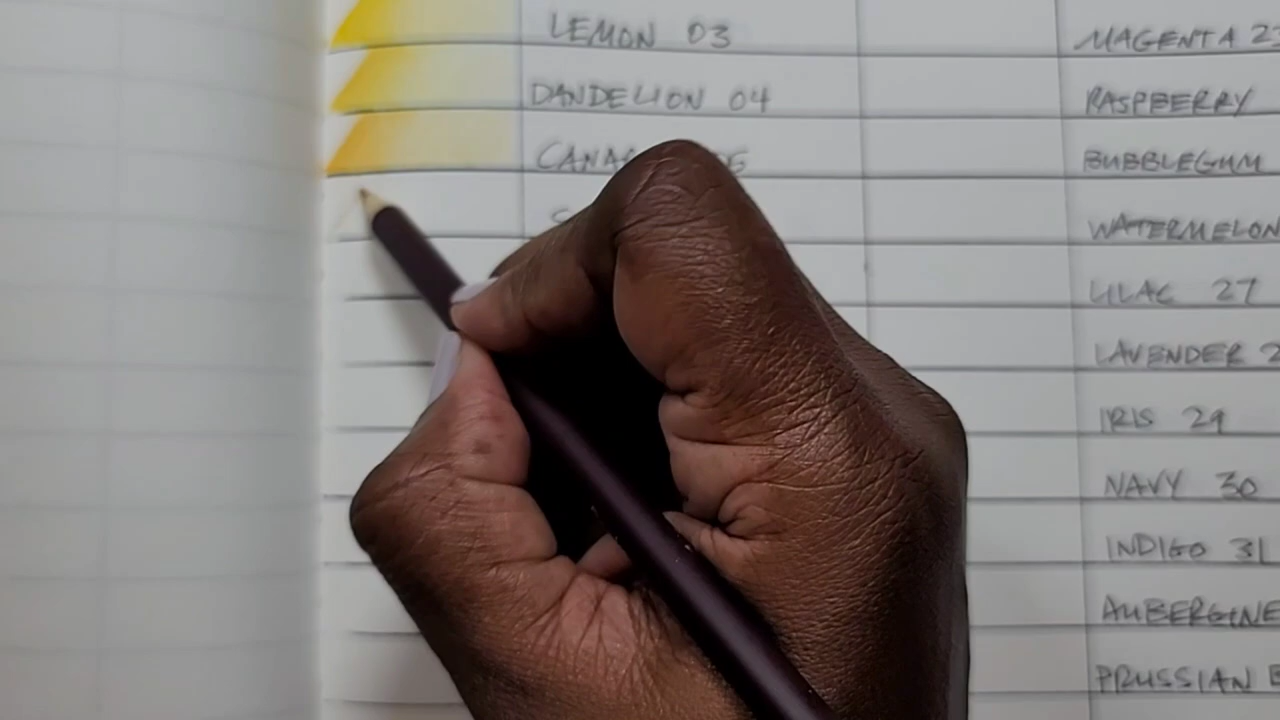 LEMON 03
DANDELION 04
RASPBERRY
BUBBLEGUM
WATERMELON
LILAC 27
LAVENDER
IRIS 29
NAVY 30
INDIGO 31
AUBERGINE
PRUSSIAN
MAGENTA